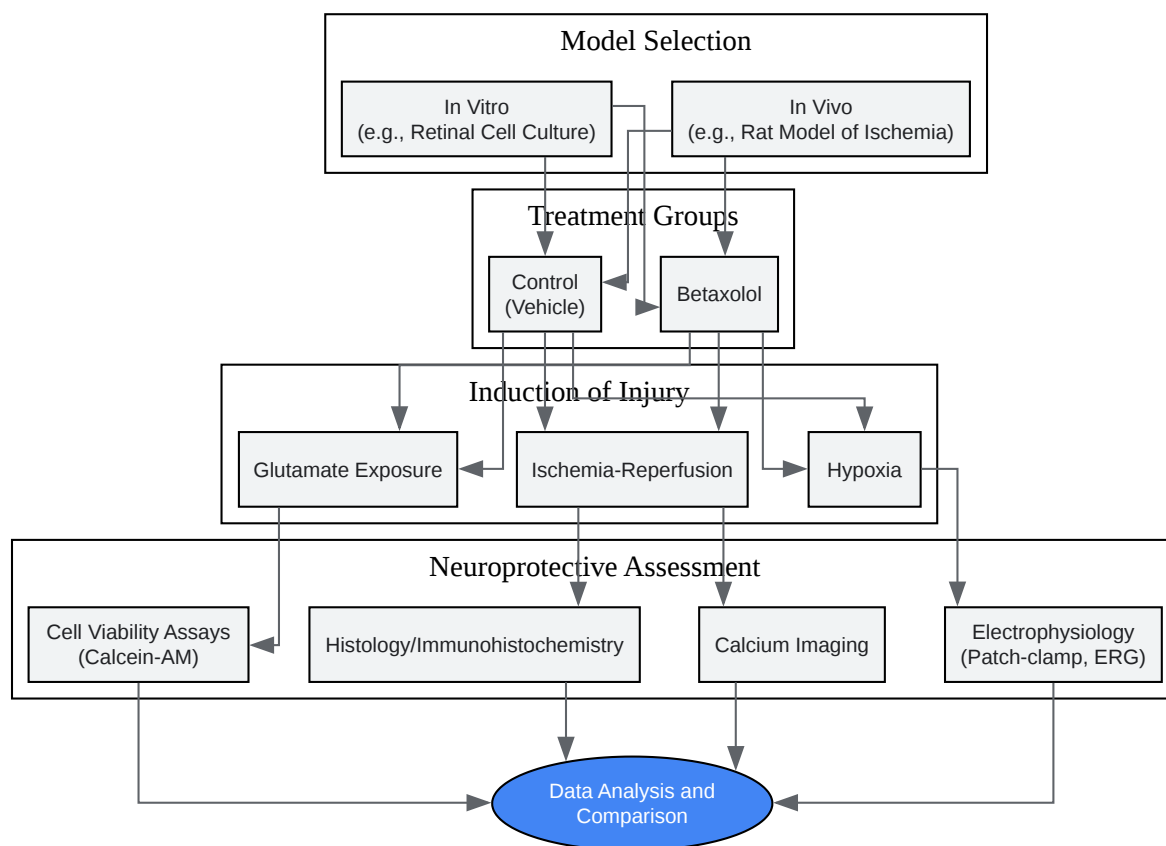 Model Selection
In Vitro
(e.g., Retinal Cell Culture)
In Vivo
(e.g., Rat Model of Ischemia)
Treatment Groups
Control
(Vehicle)
Betaxolol
Induction of Injury
Glutamate Exposure
Ischemia-Reperfusion
Hypoxia
Neuroprotective Assessment
Cell Viability Assays
(Calcein-AM)
Histology/Immunohistochemistry
Calcium Imaging
Electrophysiology
(Patch-clamp, ERG)
Data Analysis and
Comparison